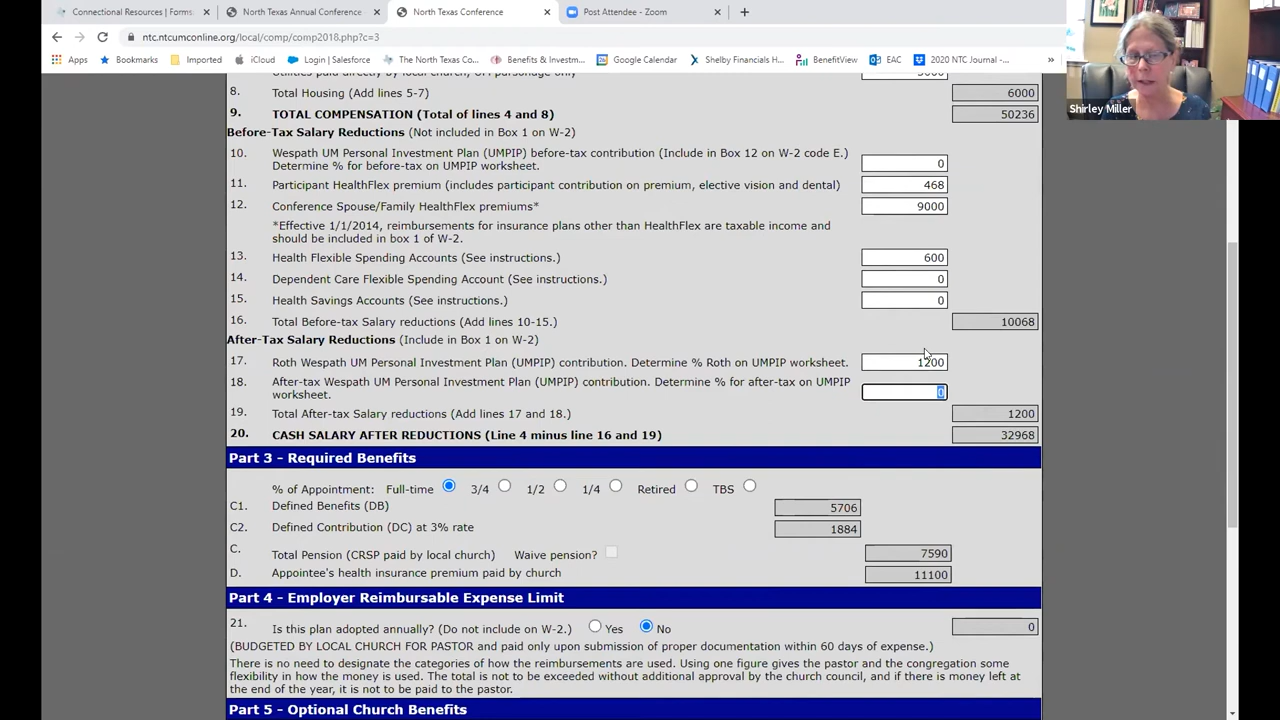 Connectional Resources | Forms
North Texas Annual Conference
North Texas Conference
Post Attendee - Zoom
ntc.ntcumconline.org/local/comp/comp2018.php?c=3
Apps
Bookmarks
Imported
iCloud
Login | Salesforce
The North Texas Co...
Benefits & Investm...
Google Calendar
Shelby Financials H...
BenefitView
EAC
2020 NTC Journal -...
»
Shirley Miller
Utilities paid directly by local church, UM parsonage only
8. Total Housing (Add lines 5-7) 6000
9. TOTAL COMPENSATION (Total of lines 4 and 8) 50236
Before-Tax Salary Reductions (Not included in Box 1 on W-2)
10. Wespath UM Personal Investment Plan (UMPIP) before-tax contribution (Include in Box 12 on W-2 code E.)
Determine % for before-tax on UMPIP worksheet. 0
11. Participant HealthFlex premium (includes participant contribution on premium, elective vision and dental) 468
12. Conference Spouse/Family HealthFlex premiums* 9000
*Effective 1/1/2014, reimbursements for insurance plans other than HealthFlex are taxable income and
should be included in box 1 of W-2.
13. Health Flexible Spending Accounts (See instructions.) 600
14. Dependent Care Flexible Spending Account (See instructions.) 0
15. Health Savings Accounts (See instructions.) 0
16. Total Before-tax Salary reductions (Add lines 10-15.) 10068
After-Tax Salary Reductions (Include in Box 1 on W-2)
17. Roth Wespath UM Personal Investment Plan (UMPIP) contribution. Determine % Roth on UMPIP worksheet. 1200
18. After-tax Wespath UM Personal Investment Plan (UMPIP) contribution. Determine % for after-tax on UMPIP
worksheet. 0
19. Total After-tax Salary reductions (Add lines 17 and 18.) 1200
20. CASH SALARY AFTER REDUCTIONS (Line 4 minus line 16 and 19) 32968
Part 3 - Required Benefits
% of Appointment: Full-time 3/4 1/2 1/4 Retired TBS
C1. Defined Benefits (DB) 5706
C2. Defined Contribution (DC) at 3% rate 1884
C. Total Pension (CRSP paid by local church) Waive pension? 7590
D. Appointee's health insurance premium paid by church 11100
Part 4 - Employer Reimbursable Expense Limit
21. Is this plan adopted annually? (Do not include on W-2.) Yes No 0
(BUDGETED BY LOCAL CHURCH FOR PASTOR and paid only upon submission of proper documentation within 60 days of expense.)
There is no need to designate the categories of how the reimbursements are used. Using one figure gives the pastor and the congregation some
flexibility in how the money is used. The total is not to be exceeded without additional approval by the church council, and if there is money left at
the end of the year, it is not to be paid to the pastor.
Part 5 - Optional Church Benefits